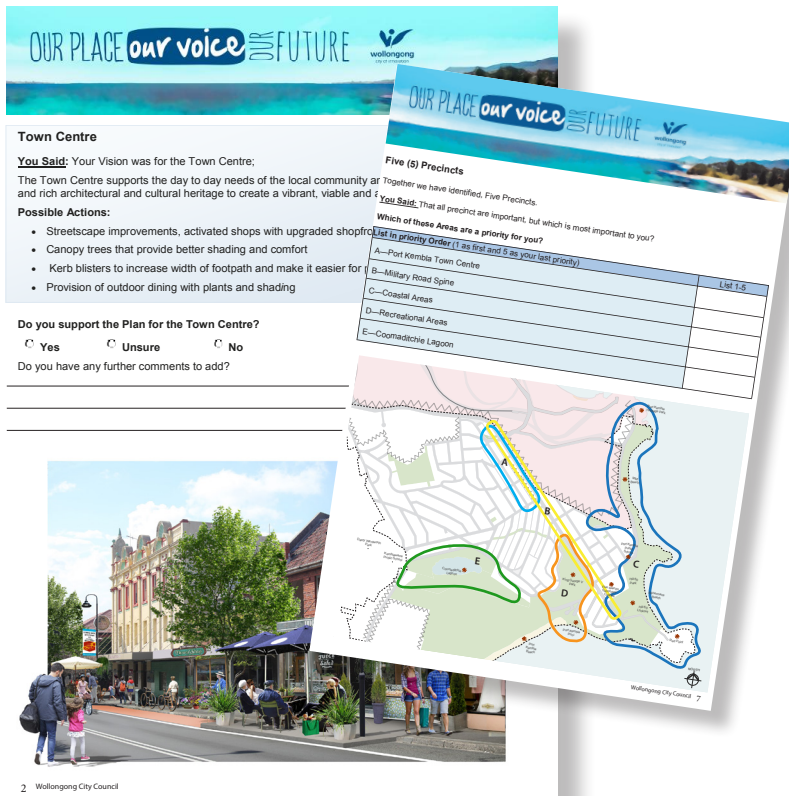 OUR PLACE our voice OUR FUTURE
wollongong
city of innovation
Town Centre
You Said: Your Vision was for the Town Centre;
The Town Centre supports the day to day needs of the local community
and rich architectural and cultural heritage to create a vibrant, viable and
Possible Actions:
• Streetscape improvements, activated shops with upgraded
• Canopy trees that provide better shading and comfort
• Kerb blisters to increase width of footpath and make it easier for
• Provision of outdoor dining with plants and shading
Do you support the Plan for the Town Centre?
Yes Unsure No
Do you have any further comments to add?
2 Wollongong City Council
OUR PLACE our voice OUR FUTURE
wollongong
Five (5) Precincts
Together we have identified, Five Precincts.
You Said: That all precinct are important, but which is most important to you?
Which of these Areas are a priority for you?
List in priority Order (1 as first and 5 as your last priority) List 1-5
A—Port Kembla Town Centre
B—Military Road Spine
C—Coastal Areas
D—Recreational Areas
E—Coomaditchie Lagoon
A
B
C
D
E
Wollongong City Council 7